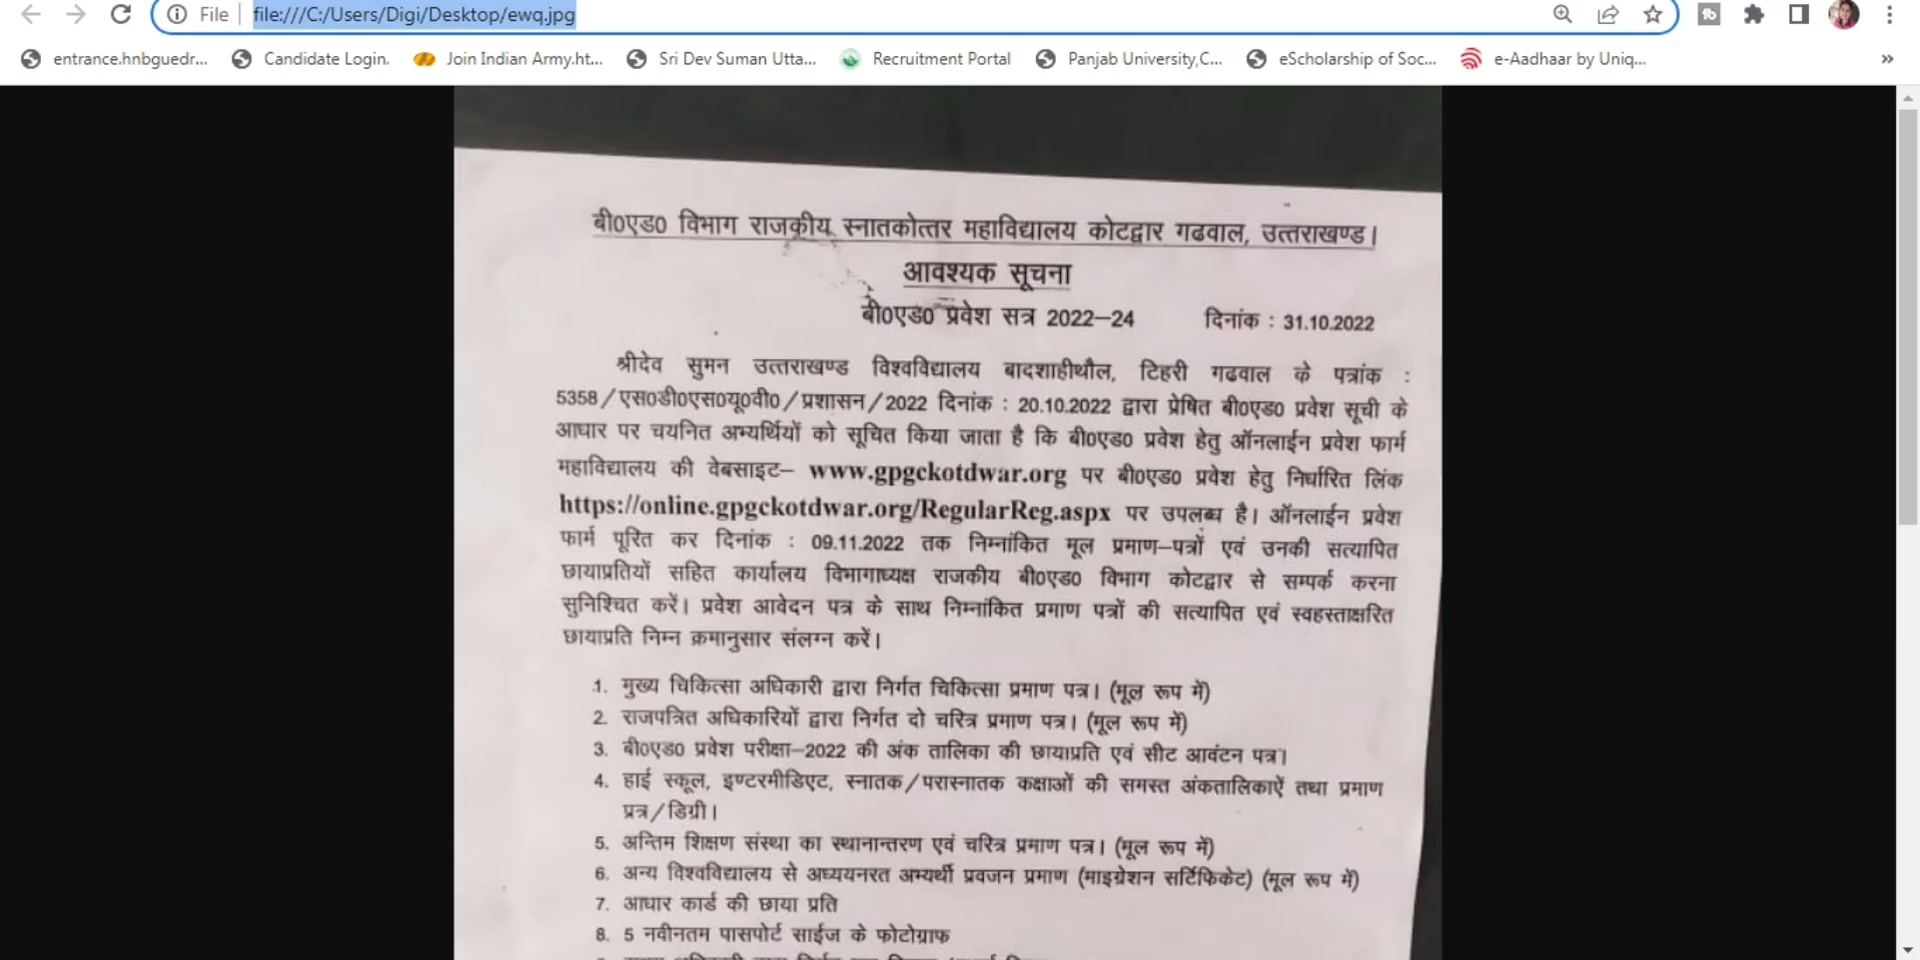 File
file:///C:/Users/Digi/Desktop/ewq.jpg
entrance.hnbguedr... Candidate Login. Join Indian Army.ht... Sri Dev Suman Utta... Recruitment Portal Panjab University,C... eScholarship of Soc... e-Aadhaar by Uniq... »
बी0एड0 विभाग राजकीय स्नातकोत्तर महाविद्यालय कोटद्वार गढवाल, उत्तराखण्ड।
आवश्यक सूचना
बी0एड0 प्रवेश सत्र 2022–24 दिनांक : 31.10.2022
श्रीदेव सुमन उत्तराखण्ड विश्वविद्यालय बादशाहीथौल, टिहरी गढवाल के पत्रांक :
5358/एस0डी0एस0यू0वी0/प्रशासन/2022 दिनांक : 20.10.2022 द्वारा प्रेषित बी0एड0 प्रवेश सूची के
आधार पर चयनित अभ्यर्थियों को सूचित किया जाता है कि बी0एड0 प्रवेश हेतु ऑनलाईन प्रवेश फार्म
महाविद्यालय की वेबसाइट– www.gpgckotdwar.org पर बी0एड0 प्रवेश हेतु निर्धारित लिंक
https://online.gpgckotdwar.org/RegularReg.aspx पर उपलब्ध है। ऑनलाईन प्रवेश
फार्म पूरित कर दिनांक : 09.11.2022 तक निम्नांकित मूल प्रमाण–पत्रों एवं उनकी सत्यापित
छायाप्रतियों सहित कार्यालय विभागाध्यक्ष राजकीय बी0एड0 विभाग कोटद्वार से सम्पर्क करना
सुनिश्चित करें। प्रवेश आवेदन पत्र के साथ निम्नांकित प्रमाण पत्रों की सत्यापित एवं स्वहस्ताक्षरित
छायाप्रति निम्न क्रमानुसार संलग्न करें।
1. मुख्य चिकित्सा अधिकारी द्वारा निर्गत चिकित्सा प्रमाण पत्र। (मूल रूप में)
2. राजपत्रित अधिकारियों द्वारा निर्गत दो चरित्र प्रमाण पत्र। (मूल रूप में)
3. बी0एड0 प्रवेश परीक्षा–2022 की अंक तालिका की छायाप्रति एवं सीट आवंटन पत्र।
4. हाई स्कूल, इण्टरमीडिएट, स्नातक/परास्नातक कक्षाओं की समस्त अंकतालिकाऐं तथा प्रमाण
प्रत्र/डिग्री।
5. अन्तिम शिक्षण संस्था का स्थानान्तरण एवं चरित्र प्रमाण पत्र। (मूल रूप में)
6. अन्य विश्वविद्यालय से अध्ययनरत अभ्यर्थी प्रवजन प्रमाण (माइग्रेशन सर्टिफिकेट) (मूल रूप में)
7. आधार कार्ड की छाया प्रति
8. 5 नवीनतम पासपोर्ट साईज के फोटोग्राफ